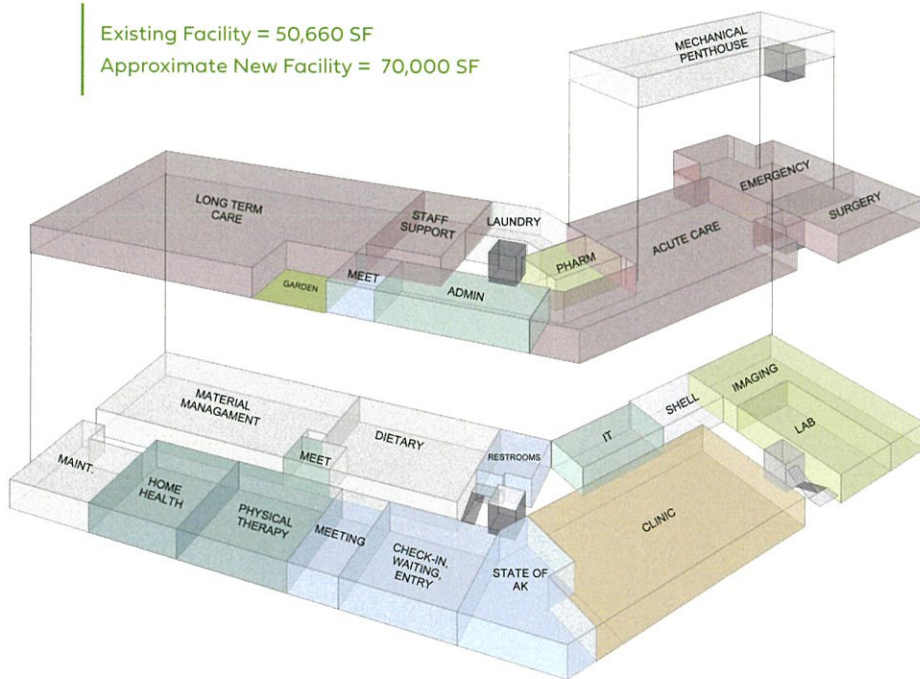 Existing Facility = 50,660 SF
Approximate New Facility = 70,000 SF
MECHANICAL
PENTHOUSE
EMERGENCY
SURGERY
LONG TERM
CARE
STAFF
SUPPORT
LAUNDRY
ACUTE CARE
PHARM
MEET
GARDEN
ADMIN
IMAGING
MATERIAL
MANAGAMENT
SHELL
LAB
DIETARY
IT
RESTROOMS
MEET
MAINT.
HOME
HEALTH
PHYSICAL
THERAPY
MEETING
CHECK-IN,
WAITING,
ENTRY
STATE OF
AK
CLINIC